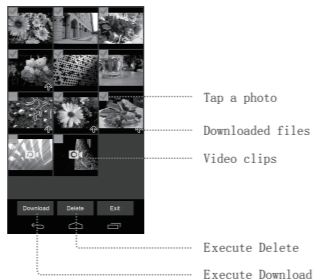 Tap a photo
Downloaded files
Video clips
Download Delete Exit
Execute Delete
Execute Download